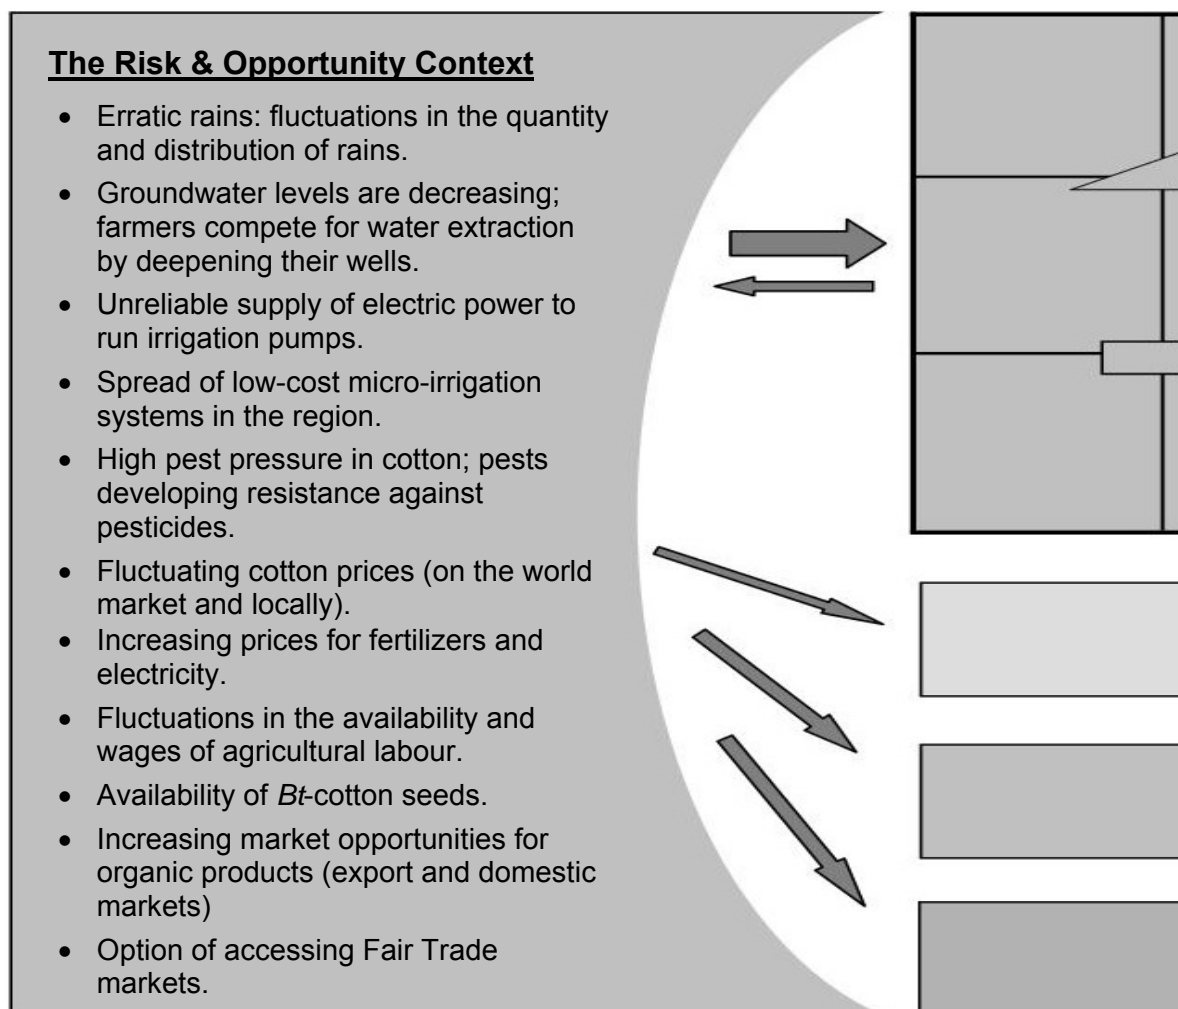 The Risk & Opportunity Context
• Erratic rains: fluctuations in the quantity
and distribution of rains.
• Groundwater levels are decreasing;
farmers compete for water extraction
by deepening their wells.
• Unreliable supply of electric power to
run irrigation pumps.
• Spread of low-cost micro-irrigation
systems in the region.
• High pest pressure in cotton; pests
developing resistance against
pesticides.
• Fluctuating cotton prices (on the world
market and locally).
• Increasing prices for fertilizers and
electricity.
• Fluctuations in the availability and
wages of agricultural labour.
• Availability of Bt-cotton seeds.
• Increasing market opportunities for
organic products (export and domestic
markets)
• Option of accessing Fair Trade
markets.